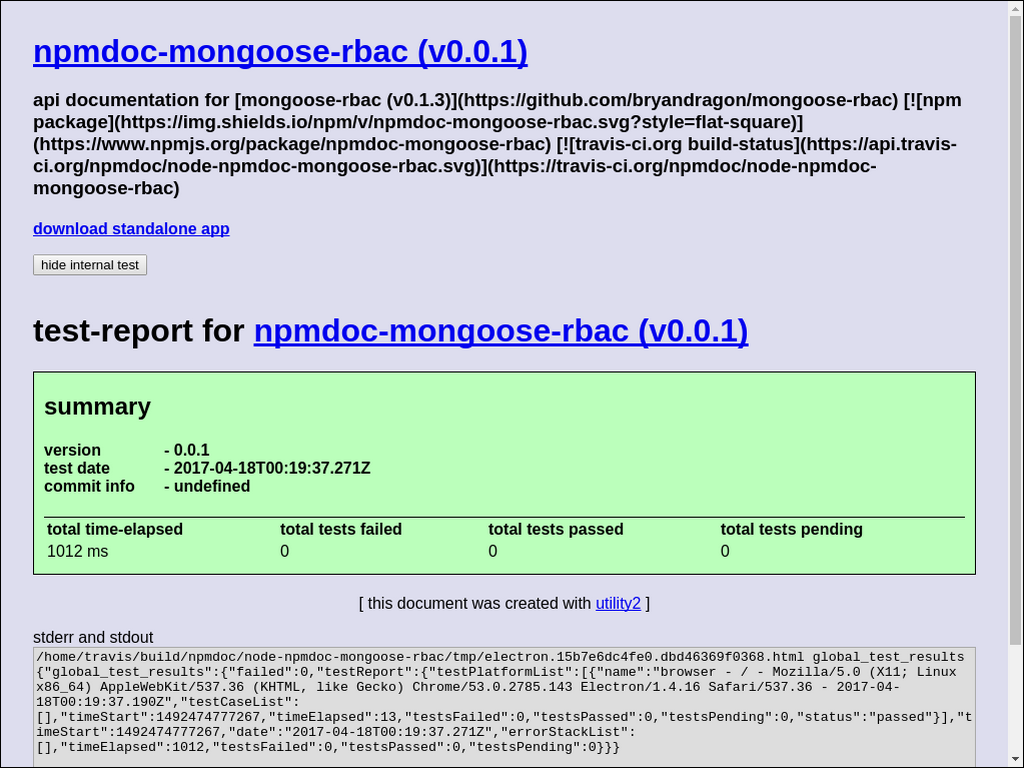 npmdoc-mongoose-rbac (v0.0.1)
api documentation for [mongoose-rbac (v0.1.3)](https://github.com/bryandragon/mongoose-rbac) [![npm
package](https://img.shields.io/npm/v/npmdoc-mongoose-rbac.svg?style=flat-square)]
(https://www.npmjs.org/package/npmdoc-mongoose-rbac) [![travis-ci.org build-status](https://api.travis-
ci.org/npmdoc/node-npmdoc-mongoose-rbac.svg)](https://travis-ci.org/npmdoc/node-npmdoc-
mongoose-rbac)
download standalone app
hide internal test
test-report for npmdoc-mongoose-rbac (v0.0.1)
summary
version - 0.0.1
test date - 2017-04-18T00:19:37.271Z
commit info - undefined
total time-elapsed total tests failed total tests passed total tests pending
1012 ms 0 0 0
[ this document was created with utility2 ]
stderr and stdout
/home/travis/build/npmdoc/node-npmdoc-mongoose-rbac/tmp/electron.15b7e6dc4fe0.dbd46369f0368.html global_test_results
{"global_test_results":{"failed":0,"testReport":{"testPlatformList":[{"name":"browser - / - Mozilla/5.0 (X11; Linux
x86_64) AppleWebKit/537.36 (KHTML, like Gecko) Chrome/53.0.2785.143 Electron/1.4.16 Safari/537.36 - 2017-04-
18T00:19:37.190Z","testCaseList":
[],"timeStart":1492474777267,"timeElapsed":13,"testsFailed":0,"testsPassed":0,"testsPending":0,"status":"passed"}],"t
imeStart":1492474777267,"date":"2017-04-18T00:19:37.271Z","errorStackList":
[],"timeElapsed":1012,"testsFailed":0,"testsPassed":0,"testsPending":0}}}